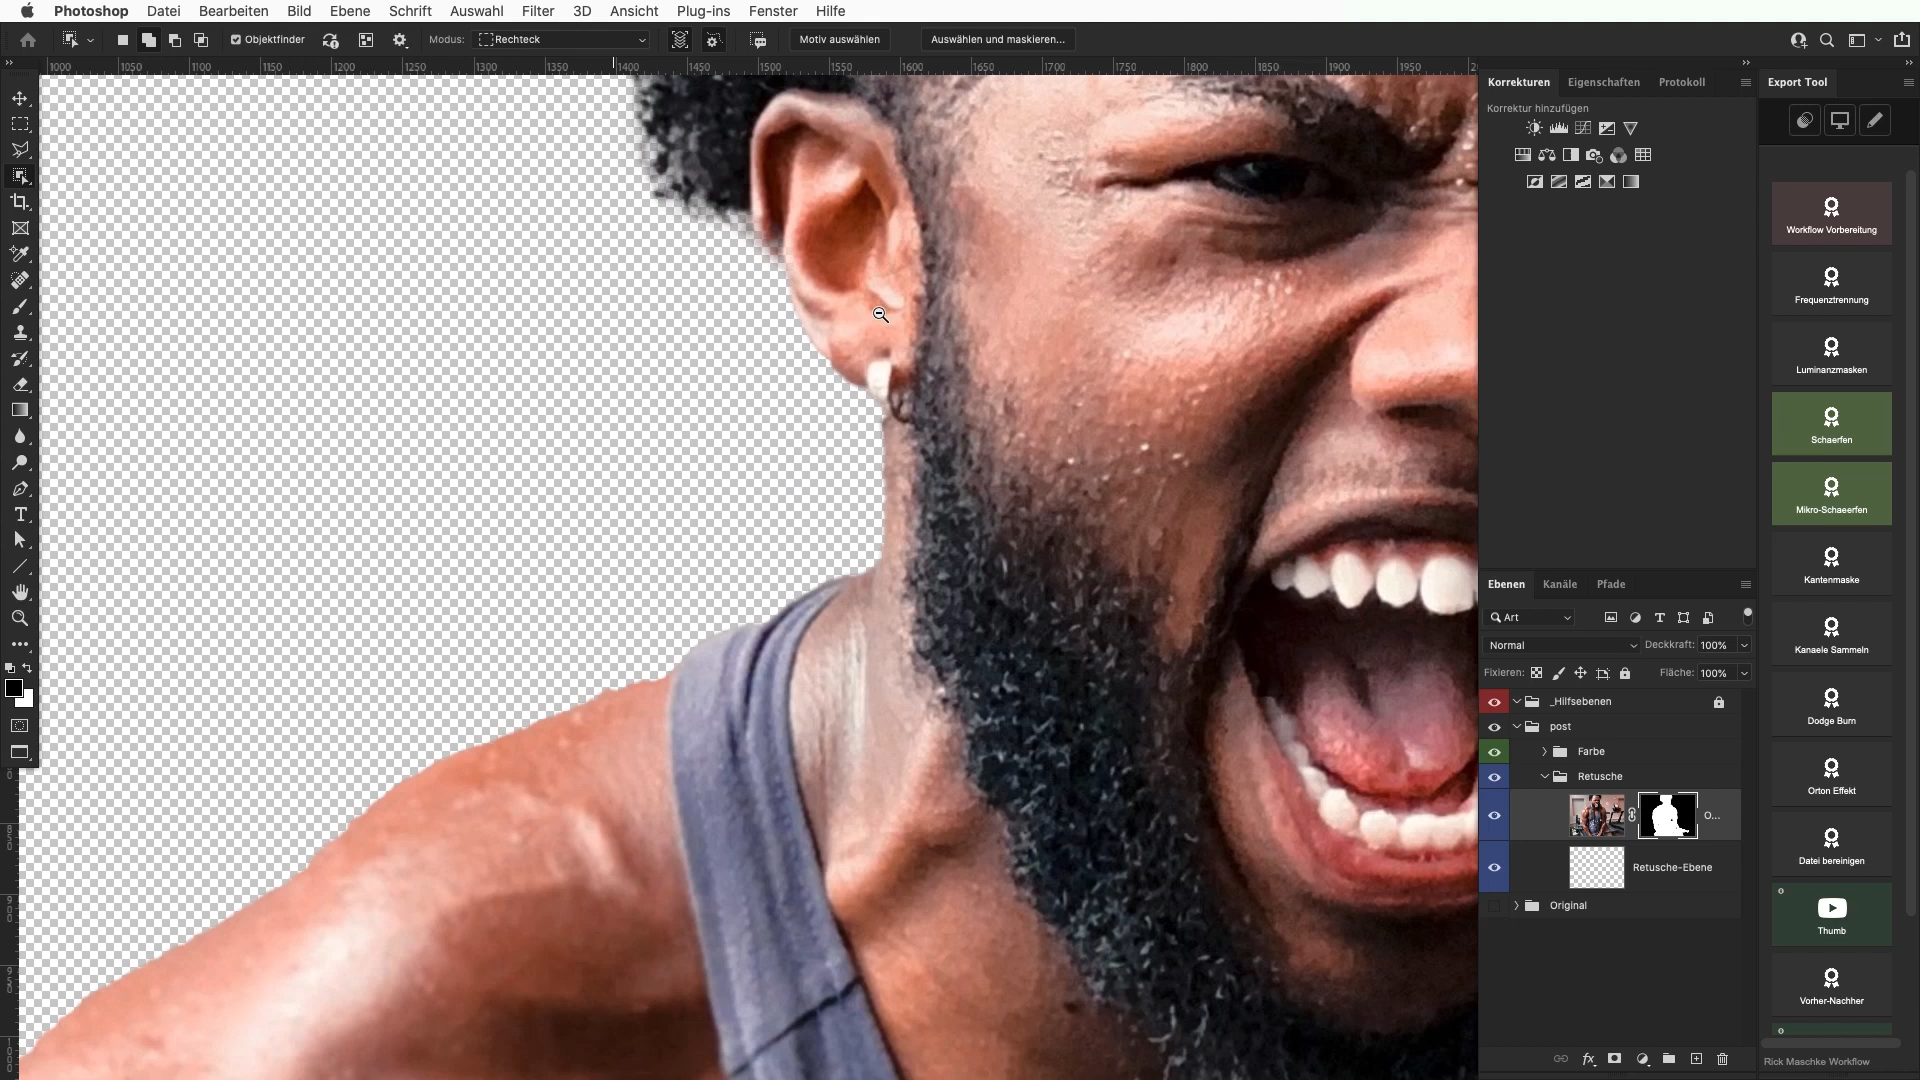 Photoshop Datei Bearbeiten Bild Ebene Schrift Auswahl Filter 3D Ansicht Plug-ins Fenster Hilfe
Objektfinder Modus: Rechteck Motiv auswählen Auswählen und maskieren...
1000 1050 1100 1150 1200 1250 1300 1350 1400 1450 1500 1550 1600 1650 1700 1750 1800 1850 1900 1950
Korrekturen Eigenschaften Protokoll
Korrektur hinzufügen
Export Tool
Workflow Vorbereitung
Frequenztrennung
Luminanzmasken
Schaerfen
Mikro-Schaeerfen
Kantenmaske
Kanaele Sammeln
Dodge Burn
Orton Effekt
Datei bereinigen
Thumb
Vorher-Nachher
Rick Maschke Workflow
Ebenen Kanäle Pfade
Art
Normal Deckkraft: 100%
Fixieren: Fläche: 100%
_Hilfsebenen
post
Farbe
Retusche
O...
Retusche-Ebene
Original
fx
850
900
950